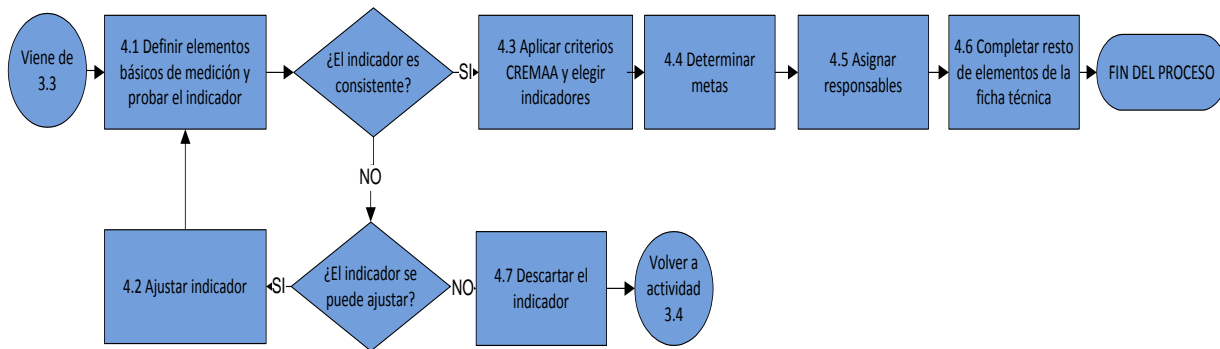 Viene de
3.3
4.1 Definir elementos
básicos de medición y
probar el indicador
¿El indicador es
consistente?
SI
4.3 Aplicar criterios
CREMAA y elegir
indicadores
4.4 Determinar
metas
4.5 Asignar
responsables
4.6 Completar resto
de elementos de la
ficha técnica
FIN DEL PROCESO
NO
4.2 Ajustar indicador
SI
¿El indicador se
puede ajustar?
NO
4.7 Descartar el
indicador
Volver a
actividad
3.4